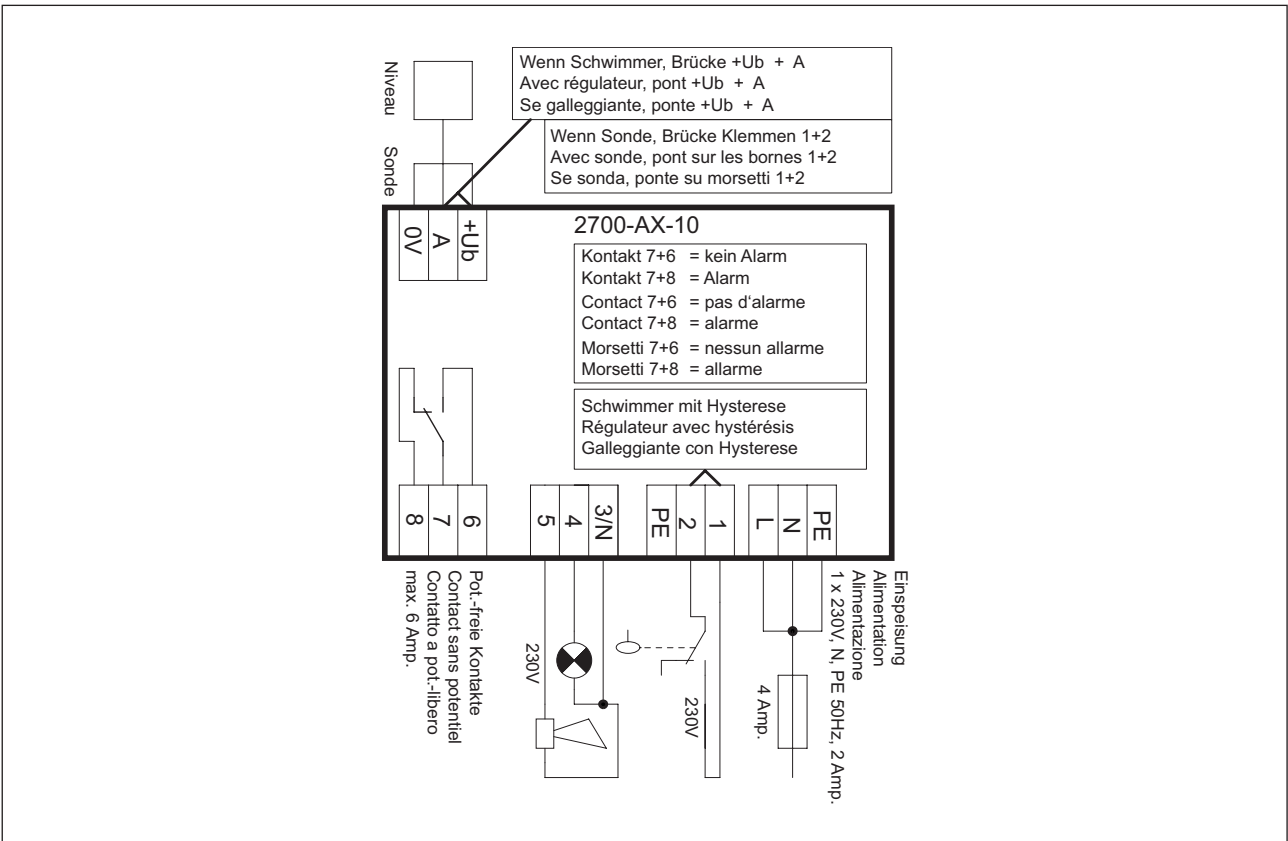 Wenn Schwimmer, Brücke +Ub + A
Avec régulateur, pont +Ub + A
Se galleggiante, ponte +Ub + A
Wenn Sonde, Brücke Klemmen 1+2
Avec sonde, pont sur les bornes 1+2
Se sonda, ponte su morsetti 1+2
Niveau
Sonde
0V
A
+Ub
2700-AX-10
Kontakt 7+6 = kein Alarm
Kontakt 7+8 = Alarm
Contact 7+6 = pas d‘alarme
Contact 7+8 = alarme
Morsetti 7+6 = nessun allarme
Morsetti 7+8 = allarme
Schwimmer mit Hysterese
Régulateur avec hystérésis
Galleggiante con Hysterese
8
7
6
5
4
3/N
PE
2
1
L
N
PE
Pot.-freie Kontakte
Contact sans potentiel
Contatto a pot.-libero
max. 6 Amp.
230V
230V
4 Amp.
Einspeisung
Alimentation
Alimentazione
1 x 230V, N, PE 50Hz, 2 Amp.